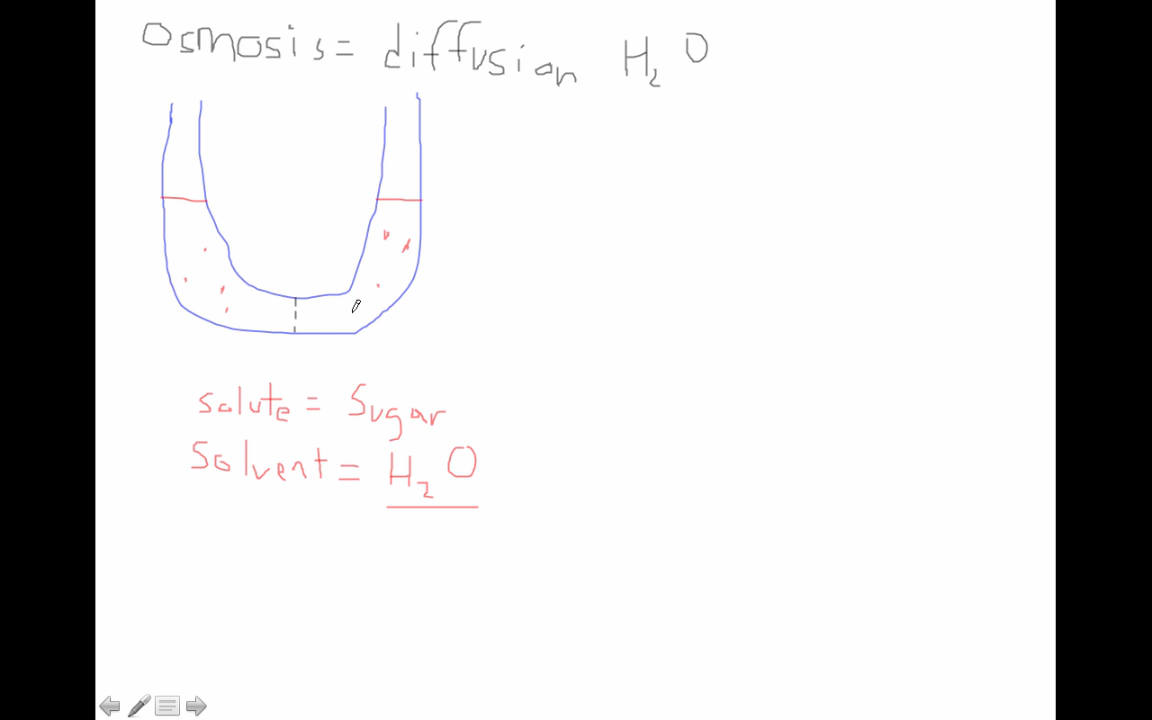 Osmosis = diffusion H₂O
Solute = Sugar
Solvent = H₂O